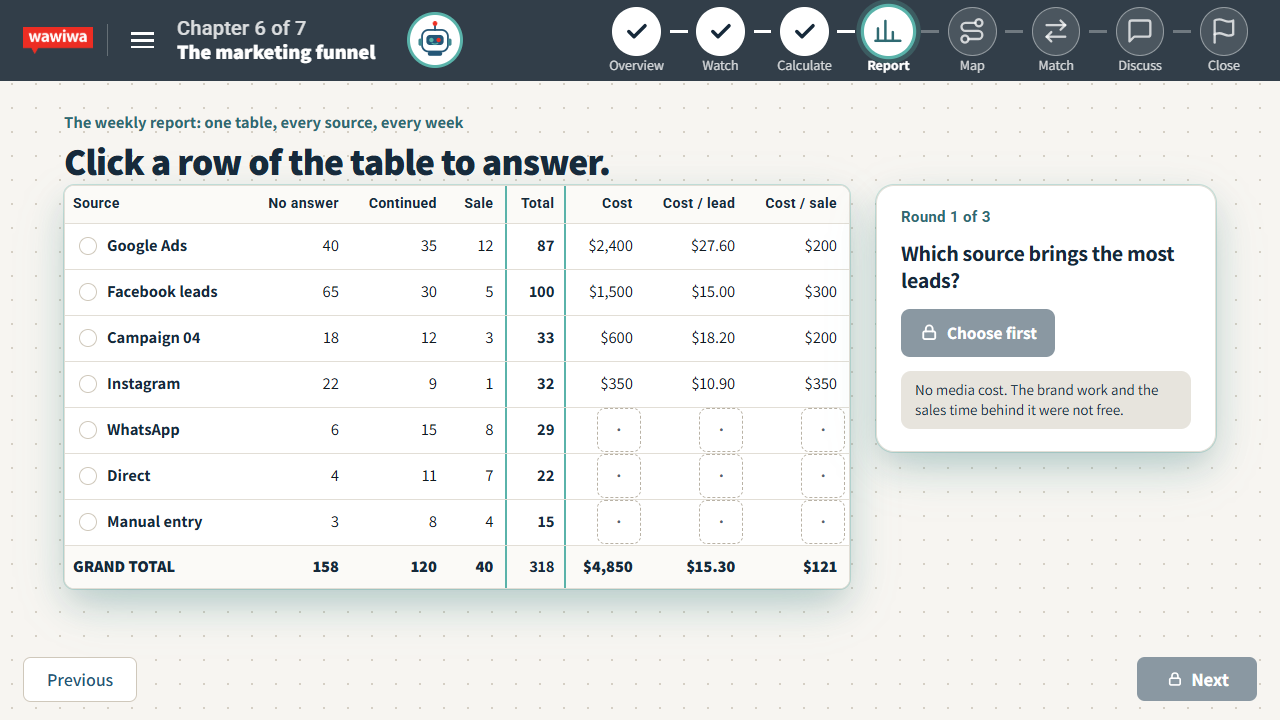 wawiwa
Chapter 6 of 7
The marketing funnel
Overview
Watch
Calculate
Report
Map
Match
Discuss
Close
The weekly report: one table, every source, every week
Click a row of the table to answer.
Source No answer Continued Sale Total Cost Cost / lead Cost / sale
Google Ads 40 35 12 87 $2,400 $27.60 $200
Facebook leads 65 30 5 100 $1,500 $15.00 $300
Campaign 04 18 12 3 33 $600 $18.20 $200
Instagram 22 9 1 32 $350 $10.90 $350
WhatsApp 6 15 8 29 · · ·
Direct 4 11 7 22 · · ·
Manual entry 3 8 4 15 · · ·
GRAND TOTAL 158 120 40 318 $4,850 $15.30 $121
Round 1 of 3
Which source brings the most
leads?
Choose first
No media cost. The brand work and the
sales time behind it were not free.
Previous
Next